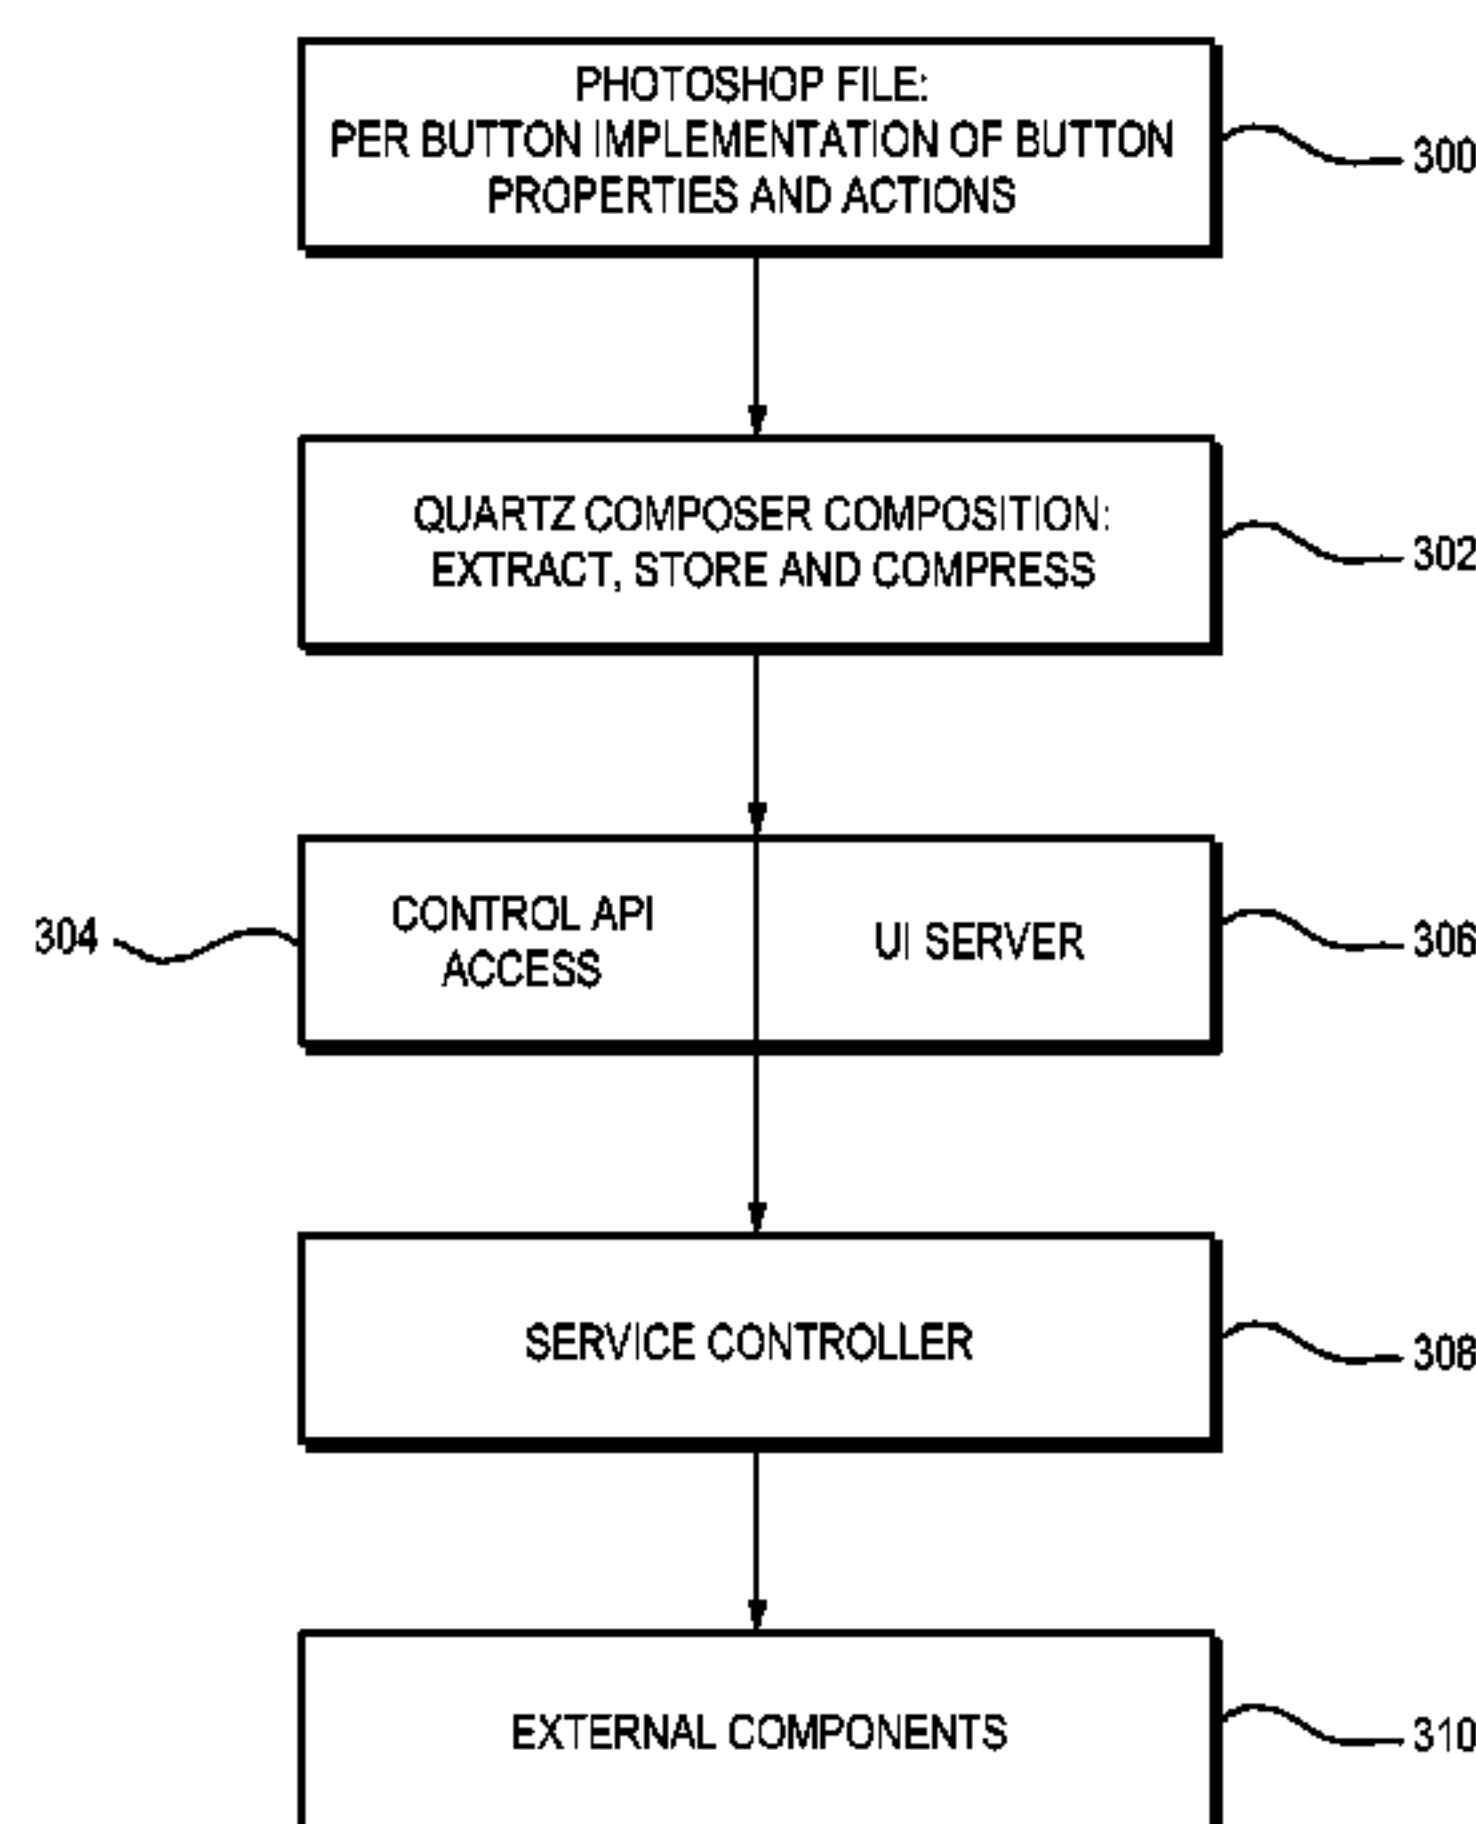 PHOTOSHOP FILE:
PER BUTTON IMPLEMENTATION OF BUTTON
PROPERTIES AND ACTIONS
300
QUARTZ COMPOSER COMPOSITION:
EXTRACT, STORE AND COMPRESS
302
304
CONTROL API
ACCESS
UI SERVER
306
SERVICE CONTROLLER
308
EXTERNAL COMPONENTS
310